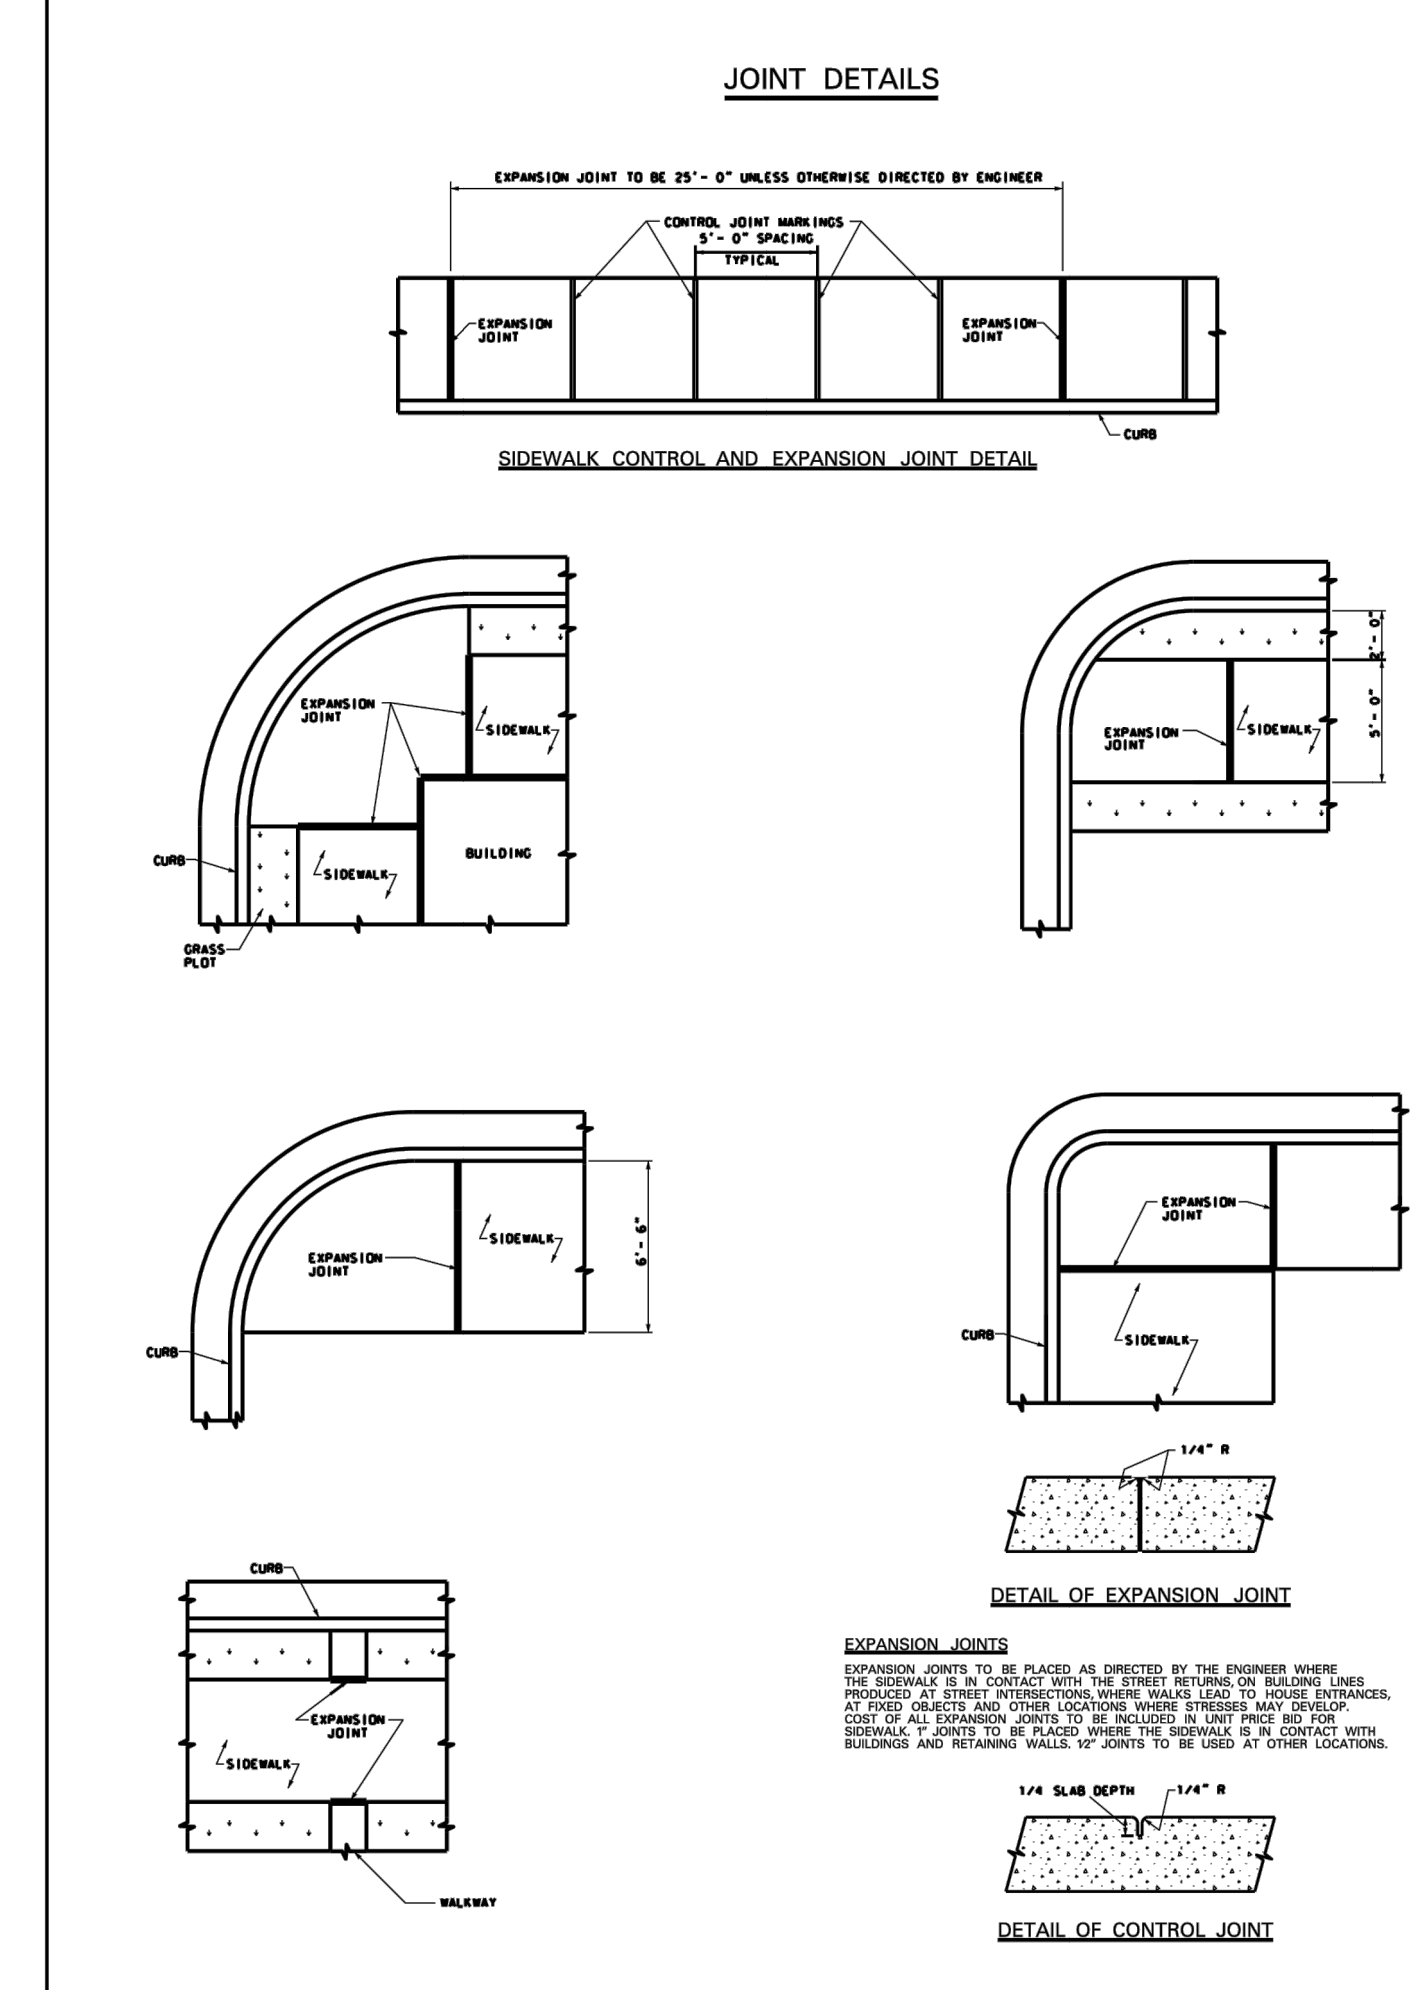 JOINT DETAILS
EXPANSION JOINT TO BE 25'-0" UNLESS OTHERWISE DIRECTED BY ENGINEER
CONTROL JOINT MARKINGS
5'-0" SPACING
TYPICAL
EXPANSION
JOINT
EXPANSION
JOINT
CURB
SIDEWALK CONTROL AND EXPANSION JOINT DETAIL
EXPANSION
JOINT
SIDEWALK
BUILDING
CURB
SIDEWALK
GRASS
PLOT
2'-0"
5'-0"
EXPANSION
JOINT
SIDEWALK
SIDEWALK
EXPANSION
JOINT
6'-6"
CURB
EXPANSION
JOINT
CURB
SIDEWALK
1/4" R
DETAIL OF EXPANSION JOINT
CURB
EXPANSION
JOINT
SIDEWALK
WALKWAY
EXPANSION JOINTS
EXPANSION JOINTS TO BE PLACED AS DIRECTED BY THE ENGINEER WHERE
THE SIDEWALK IS IN CONTACT WITH THE STREET RETURNS, ON BUILDING LINES
PRODUCED AT STREET INTERSECTIONS, WHERE WALKS LEAD TO HOUSE ENTRANCES,
AT FIXED OBJECTS AND OTHER LOCATIONS WHERE STRESSES MAY DEVELOP.
COST OF ALL EXPANSION JOINTS TO BE INCLUDED IN UNIT PRICE BID FOR
SIDEWALK. 1" JOINTS TO BE PLACED WHERE THE SIDEWALK IS IN CONTACT WITH
BUILDINGS AND RETAINING WALLS. 1/2" JOINTS TO BE USED AT OTHER LOCATIONS.
1/4 SLAB DEPTH
1/4" R
DETAIL OF CONTROL JOINT